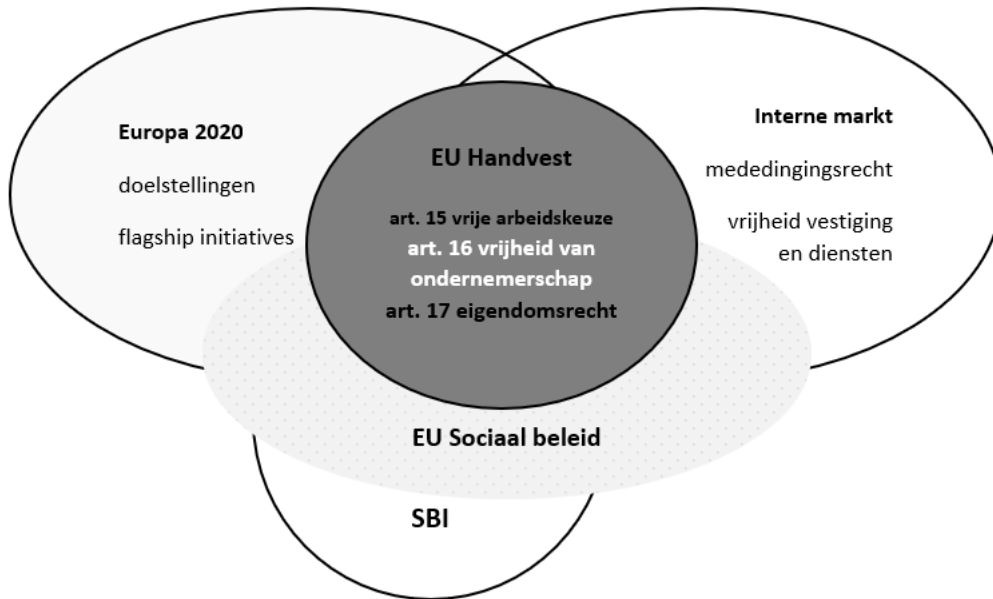 Europa 2020
doelstellingen
flagship initiatives
EU Handvest
art. 15 vrije arbeidskeuze
art. 16 vrijheid van
ondernemerschap
art. 17 eigendomsrecht
Interne markt
mededingingsrecht
vrijheid vestiging
en diensten
EU Sociaal beleid
SBI